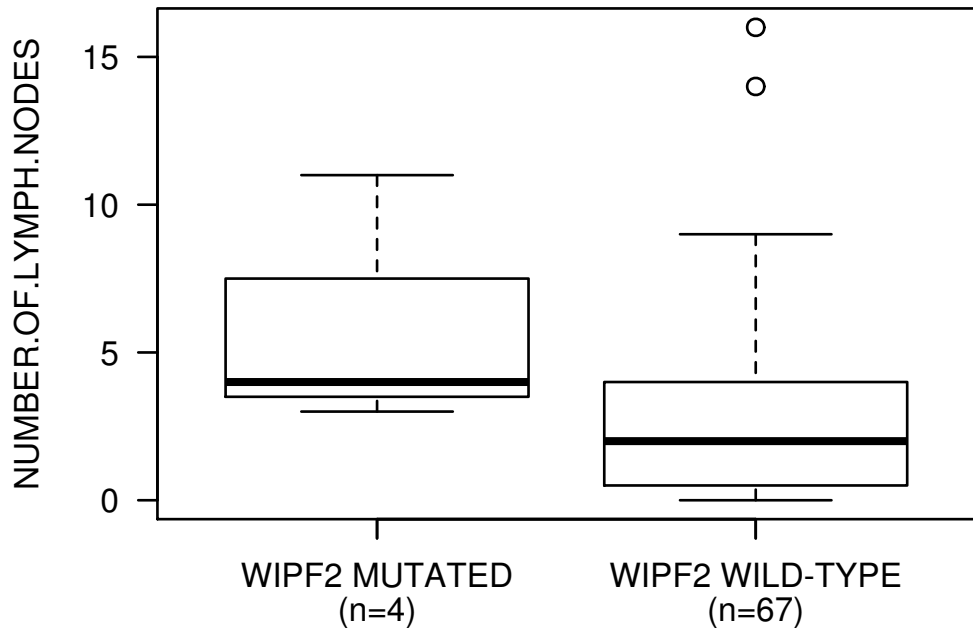 NUMBER.OF.LYMPH.NODES
15
10
5
0
WIPF2 MUTATED
(n=4)
WIPF2 WILD-TYPE
(n=67)